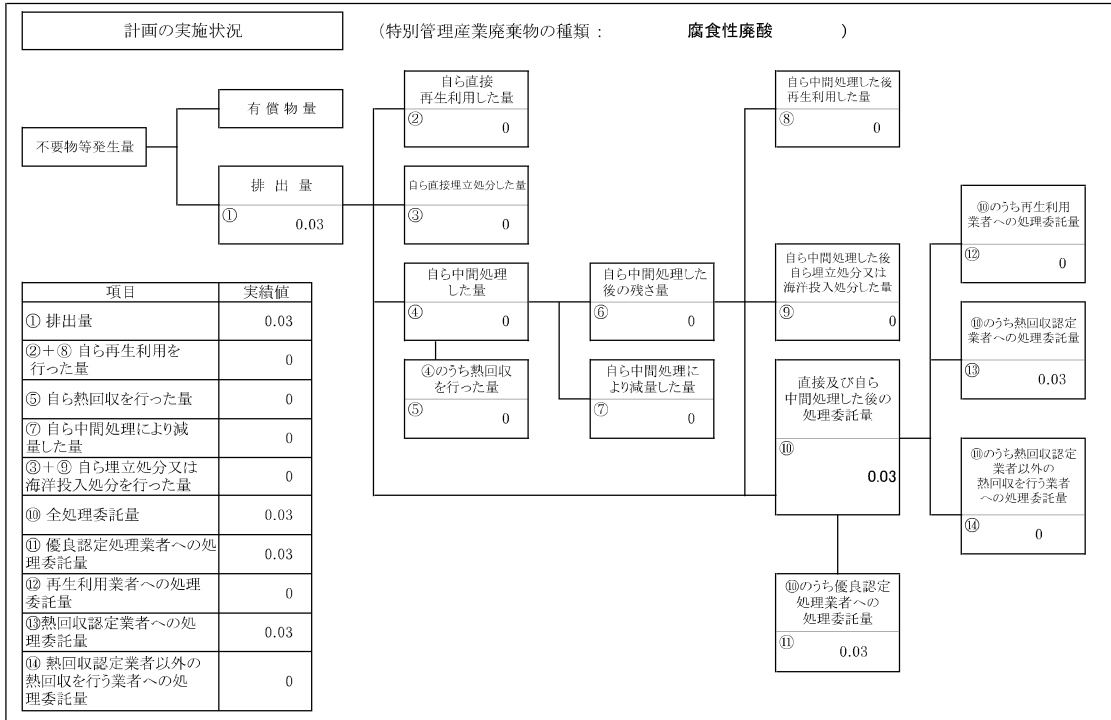 計画の実施状況
（特別管理産業廃棄物の種類： 腐食性廃酸 ）
不要物等発生量
有償物量
排出量
① 0.03
自ら直接
再生利用した量
② 0
自ら直接埋立処分した量
③ 0
自ら中間処理
した量
④ 0
④のうち熱回収
を行った量
⑤ 0
自ら中間処理した
後の残さ量
⑥ 0
自ら中間処理に
より減量した量
⑦ 0
自ら中間処理した後
再生利用した量
⑧ 0
自ら中間処理した後
自ら埋立処分又は
海洋投入処分した量
⑨ 0
直接及び自ら
中間処理した後の
処理委託量
⑩
0.03
⑩のうち優良認定
処理業者への
処理委託量
⑪ 0.03
⑩のうち再生利用
業者への処理委託量
⑫ 0
⑩のうち熱回収認定
業者への処理委託量
⑬ 0.03
⑩のうち熱回収認定
業者以外の
熱回収を行う業者
への処理委託量
⑭ 0
項目 実績値
① 排出量 0.03
②＋⑧ 自ら再生利用を
行った量 0
⑤ 自ら熱回収を行った量 0
⑦ 自ら中間処理により減
量した量 0
③＋⑨ 自ら埋立処分又は
海洋投入処分を行った量 0
⑩ 全処理委託量 0.03
⑪ 優良認定処理業者への処
理委託量 0.03
⑫ 再生利用業者への処理
委託量 0
⑬熱回収認定業者への処
理委託量 0.03
⑭ 熱回収認定業者以外の
熱回収を行う業者への処
理委託量 0